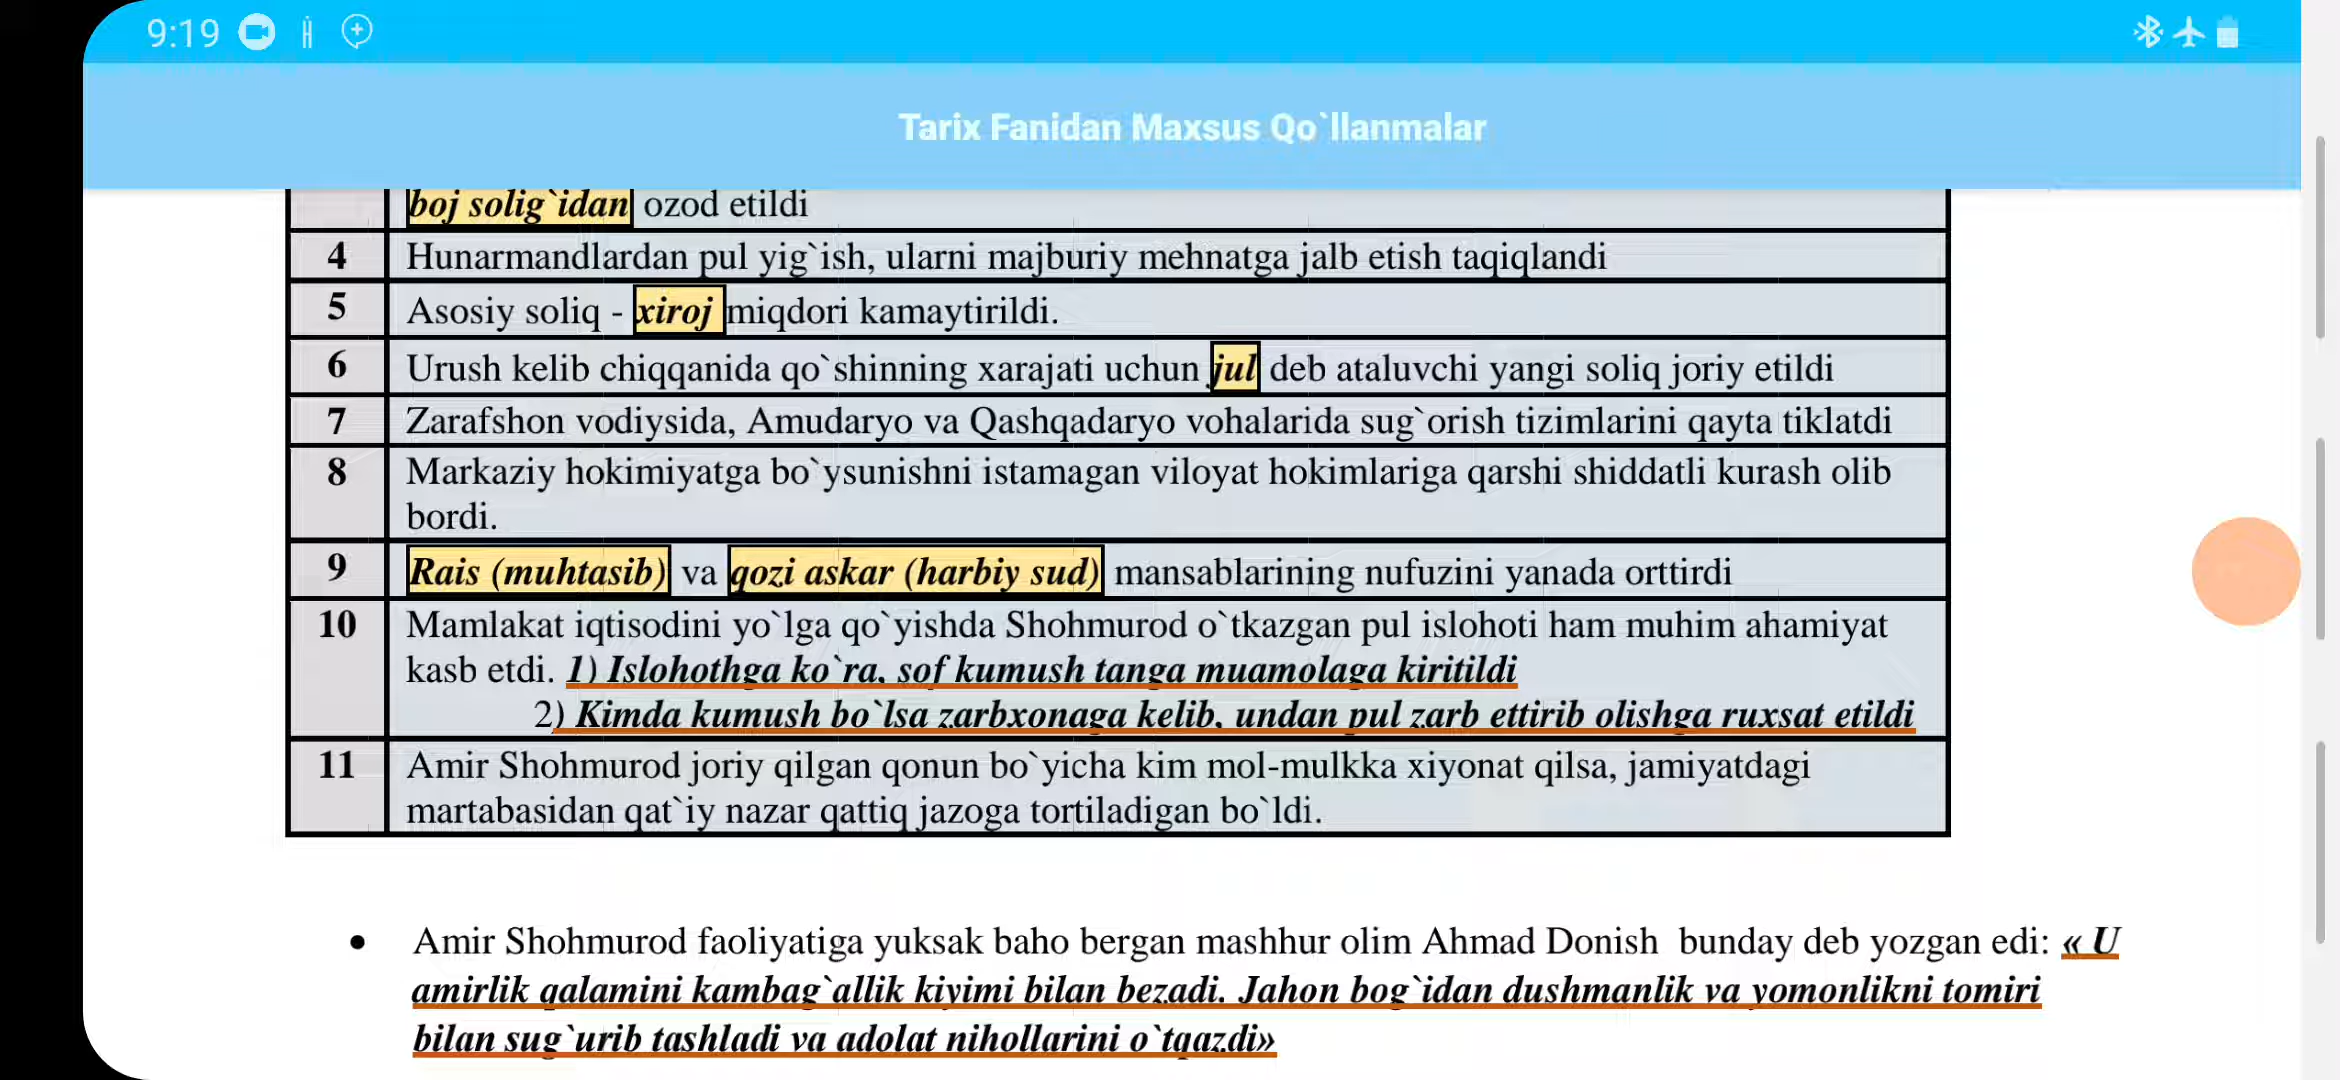 9:19
Tarix Fanidan Maxsus Qo`llanmalar
boj solig`idan ozod etildi
4 Hunarmandlardan pul yig`ish, ularni majburiy mehnatga jalb etish taqiqlandi
5 Asosiy soliq - xiroj miqdori kamaytirildi.
6 Urush kelib chiqqanida qo`shinning xarajati uchun jul deb ataluvchi yangi soliq joriy etildi
7 Zarafshon vodiysida, Amudaryo va Qashqadaryo vohalarida sug`orish tizimlarini qayta tiklatdi
8 Markaziy hokimiyatga bo`ysunishni istamagan viloyat hokimlariga qarshi shiddatli kurash olib
bordi.
9 Rais (muhtasib) va qozi askar (harbiy sud) mansablarining nufuzini yanada orttirdi
10 Mamlakat iqtisodini yo`lga qo`yishda Shohmurod o`tkazgan pul islohoti ham muhim ahamiyat
kasb etdi. 1) Islohothga ko`ra, sof kumush tanga muamolaga kiritildi
2) Kimda kumush bo`lsa zarbxonaga kelib, undan pul zarb ettirib olishga ruxsat etildi
11 Amir Shohmurod joriy qilgan qonun bo`yicha kim mol-mulkka xiyonat qilsa, jamiyatdagi
martabasidan qat`iy nazar qattiq jazoga tortiladigan bo`ldi.
• Amir Shohmurod faoliyatiga yuksak baho bergan mashhur olim Ahmad Donish bunday deb yozgan edi: « U
amirlik qalamini kambag`allik kiyimi bilan bezadi. Jahon bog`idan dushmanlik va yomonlikni tomiri
bilan sug`urib tashladi va adolat nihollarini o`tqazdi»